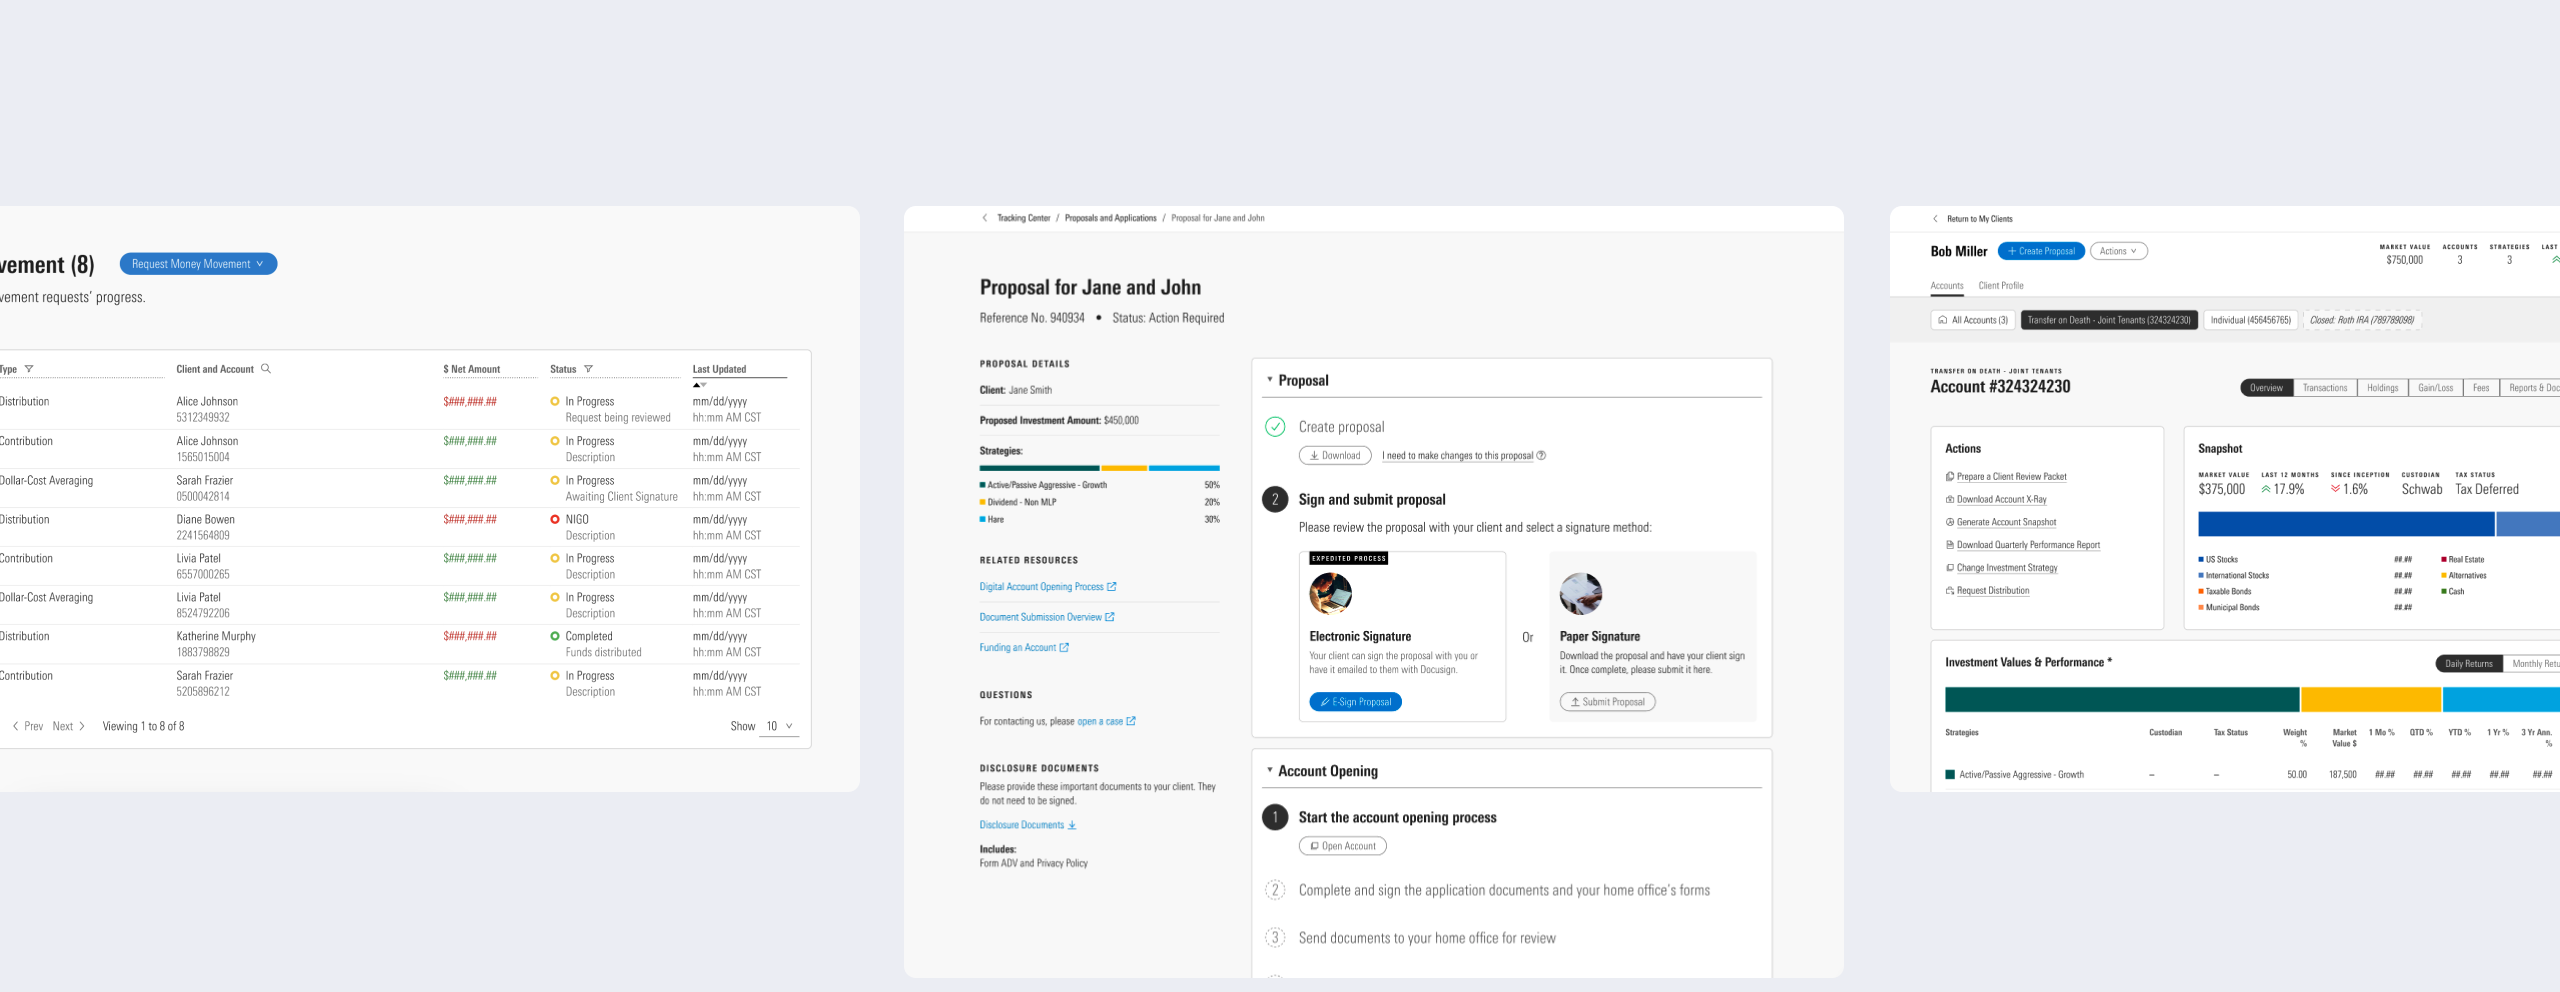 vement (8)
Request Money Movement
vement requests' progress.
Type
Client and Account
$ Net Amount
Status
Last Updated
Distribution
Alice Johnson
$###,###.##
In Progress
mm/dd/yyyy
5312349932
Request being reviewed
hh:mm AM CST
Contribution
Alice Johnson
$###,###.##
In Progress
mm/dd/yyyy
1565015004
Description
hh:mm AM CST
Dollar-Cost Averaging
Sarah Frazier
$###,###.##
In Progress
mm/dd/yyyy
0500042814
Awaiting Client Signature
hh:mm AM CST
Distribution
Diane Bowen
$###,###.##
NIGO
mm/dd/yyyy
2241564809
Description
hh:mm AM CST
Contribution
Livia Patel
$###,###.##
In Progress
mm/dd/yyyy
6557000265
Description
hh:mm AM CST
Dollar-Cost Averaging
Livia Patel
$###,###.##
In Progress
mm/dd/yyyy
8524792206
Description
hh:mm AM CST
Distribution
Katherine Murphy
$###,###.##
Completed
mm/dd/yyyy
1883798829
Funds distributed
hh:mm AM CST
Contribution
Sarah Frazier
$###,###.##
In Progress
mm/dd/yyyy
5205896212
Description
hh:mm AM CST
Prev Next
Viewing 1 to 8 of 8
Show 10
Tracking Center / Proposals and Applications / Proposal for Jane and John
Proposal for Jane and John
Reference No. 940934 • Status: Action Required
PROPOSAL DETAILS
Client: Jane Smith
Proposed Investment Amount: $450,000
Strategies:
Active/Passive Aggressive - Growth 50%
Dividend - Non MLP 20%
Hare 30%
RELATED RESOURCES
Digital Account Opening Process
Document Submission Overview
Funding an Account
QUESTIONS
For contacting us, please open a case
DISCLOSURE DOCUMENTS
Please provide these important documents to your client. They
do not need to be signed.
Disclosure Documents
Includes:
Form ADV and Privacy Policy
Proposal
Create proposal
Download
I need to make changes to this proposal
2 Sign and submit proposal
Please review the proposal with your client and select a signature method:
EXPEDITED PROCESS
Electronic Signature
Your client can sign the proposal with you or
have it emailed to them with Docusign.
E-Sign Proposal
Or
Paper Signature
Download the proposal and have your client sign
it. Once complete, please submit it here.
Submit Proposal
Account Opening
1 Start the account opening process
Open Account
2 Complete and sign the application documents and your home office's forms
3 Send documents to your home office for review
Return to My Clients
Bob Miller
+ Create Proposal
Actions
MARKET VALUE
ACCOUNTS
STRATEGIES
LAST
$750,000
3
3
Accounts
Client Profile
All Accounts (3)
Transfer on Death - Joint Tenants (324324230)
Individual (456456765)
Closed: Roth IRA (789789098)
TRANSFER ON DEATH - JOINT TENANTS
Account #324324230
Overview
Transactions
Holdings
Gain/Loss
Fees
Reports & Doc
Actions
Prepare a Client Review Packet
Download Account X-Ray
Generate Account Snapshot
Download Quarterly Performance Report
Change Investment Strategy
Request Distribution
Snapshot
MARKET VALUE
LAST 12 MONTHS
SINCE INCEPTION
CUSTODIAN
TAX STATUS
$375,000
17.9%
1.6%
Schwab
Tax Deferred
US Stocks ##.##
Real Estate
International Stocks ##.##
Alternatives
Taxable Bonds ##.##
Cash
Municipal Bonds ##.##
Investment Values & Performance *
Daily Returns
Monthly Retu
Strategies
Custodian
Tax Status
Weight
%
Market
Value $
1 Mo %
QTD %
YTD %
1 Yr %
3 Yr Ann.
%
Active/Passive Aggressive - Growth
–
–
50.00
187,500
##.##
##.##
##.##
##.##
##.##